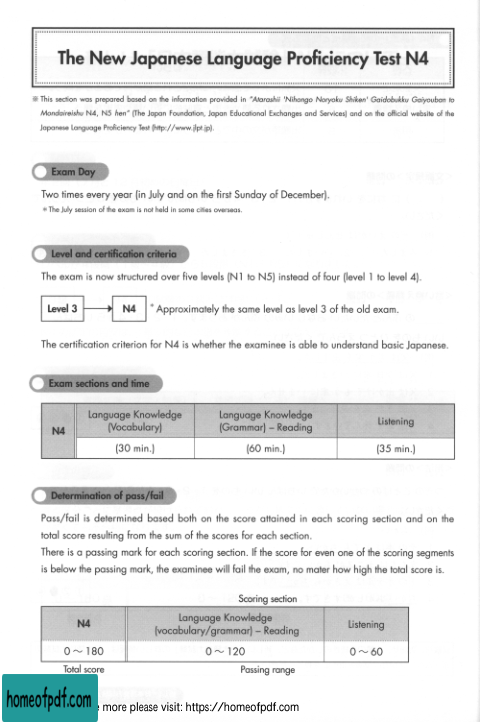 The New Japanese Language Proficiency Test N4
※ This section was prepared based on the information provided in "Atarashii 'Nihongo Noryoku Shiken' Gaidobukku Gaiyouban to
Mondaireishu N4, N5 hen" (The Japan Foundation, Japan Educational Exchanges and Services) and on the official website of the
Japanese Language Proficiency Test (http://www.jlpt.jp).
Exam Day
Two times every year (in July and on the first Sunday of December).
※ The July session of the exam is not held in some cities overseas.
Level and certification criteria
The exam is now structured over five levels (N1 to N5) instead of four (level 1 to level 4).
Level 3 → N4 * Approximately the same level as level 3 of the old exam.
The certification criterion for N4 is whether the examinee is able to understand basic Japanese.
Exam sections and time
N4
Language Knowledge
(Vocabulary)
Language Knowledge
(Grammar) – Reading
Listening
(30 min.) (60 min.) (35 min.)
Determination of pass/fail
Pass/fail is determined based both on the score attained in each scoring section and on the
total score resulting from the sum of the scores for each section.
There is a passing mark for each scoring section. If the score for even one of the scoring segments
is below the passing mark, the examinee will fail the exam, no mater how high the total score is.
Scoring section
N4
Language Knowledge
(vocabulary/grammar) – Reading
Listening
0 ～ 180 0 ～ 120 0 ～ 60
Total score Passing range
homeofpdf.com
more please visit: https://homeofpdf.com